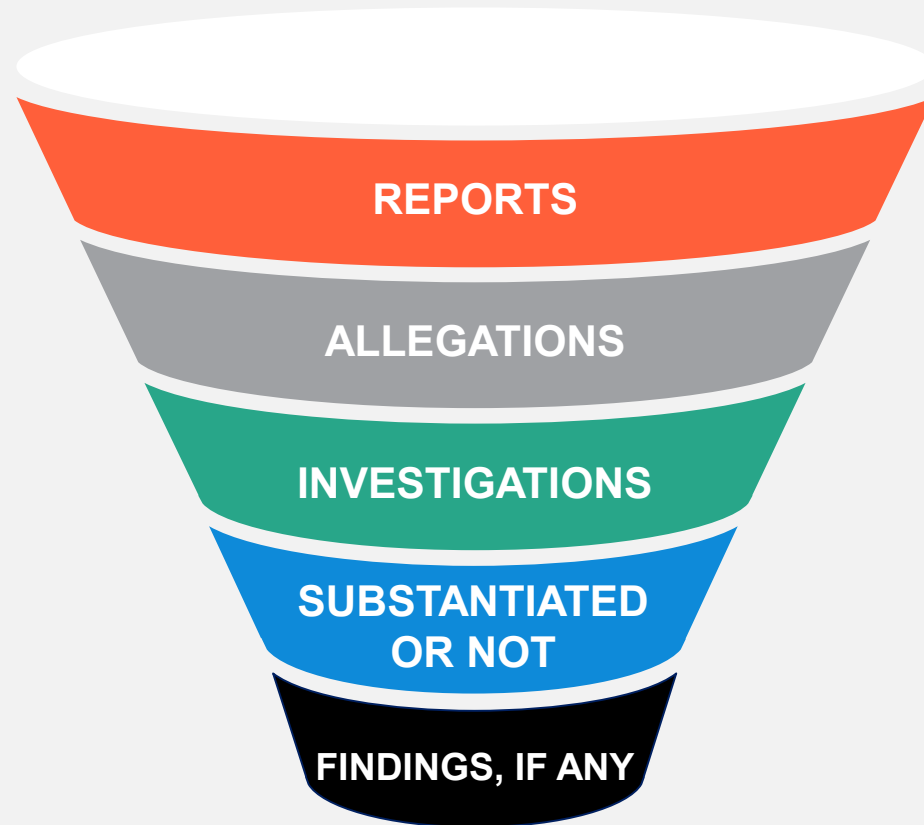 REPORTS
ALLEGATIONS
INVESTIGATIONS
SUBSTANTIATED
OR NOT
FINDINGS, IF ANY